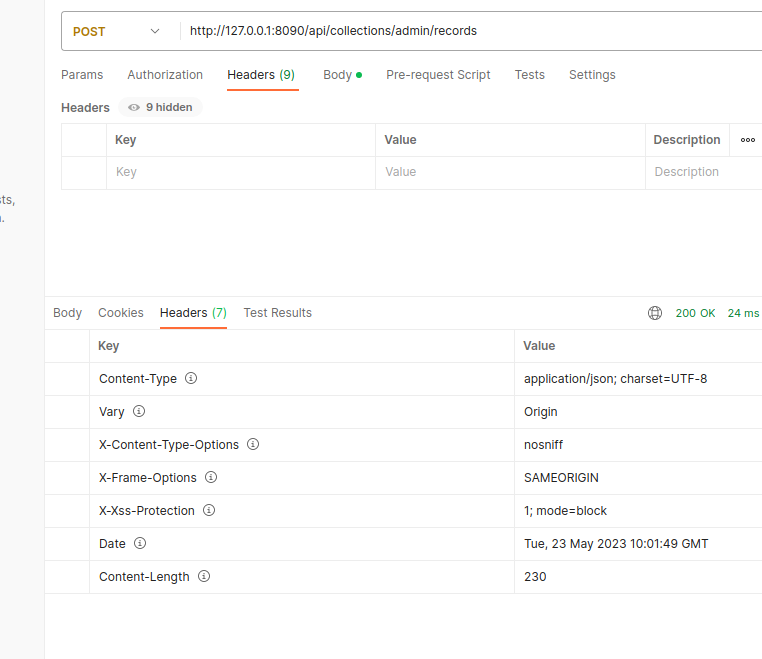 POST http://127.0.0.1:8090/api/collections/admin/records
Params Authorization Headers (9) Body Pre-request Script Tests Settings
Headers 9 hidden
Key Value Description
Key Value Description
sts,
Body Cookies Headers (7) Test Results 200 OK 24 ms
Key Value
Content-Type application/json; charset=UTF-8
Vary Origin
X-Content-Type-Options nosniff
X-Frame-Options SAMEORIGIN
X-Xss-Protection 1; mode=block
Date Tue, 23 May 2023 10:01:49 GMT
Content-Length 230